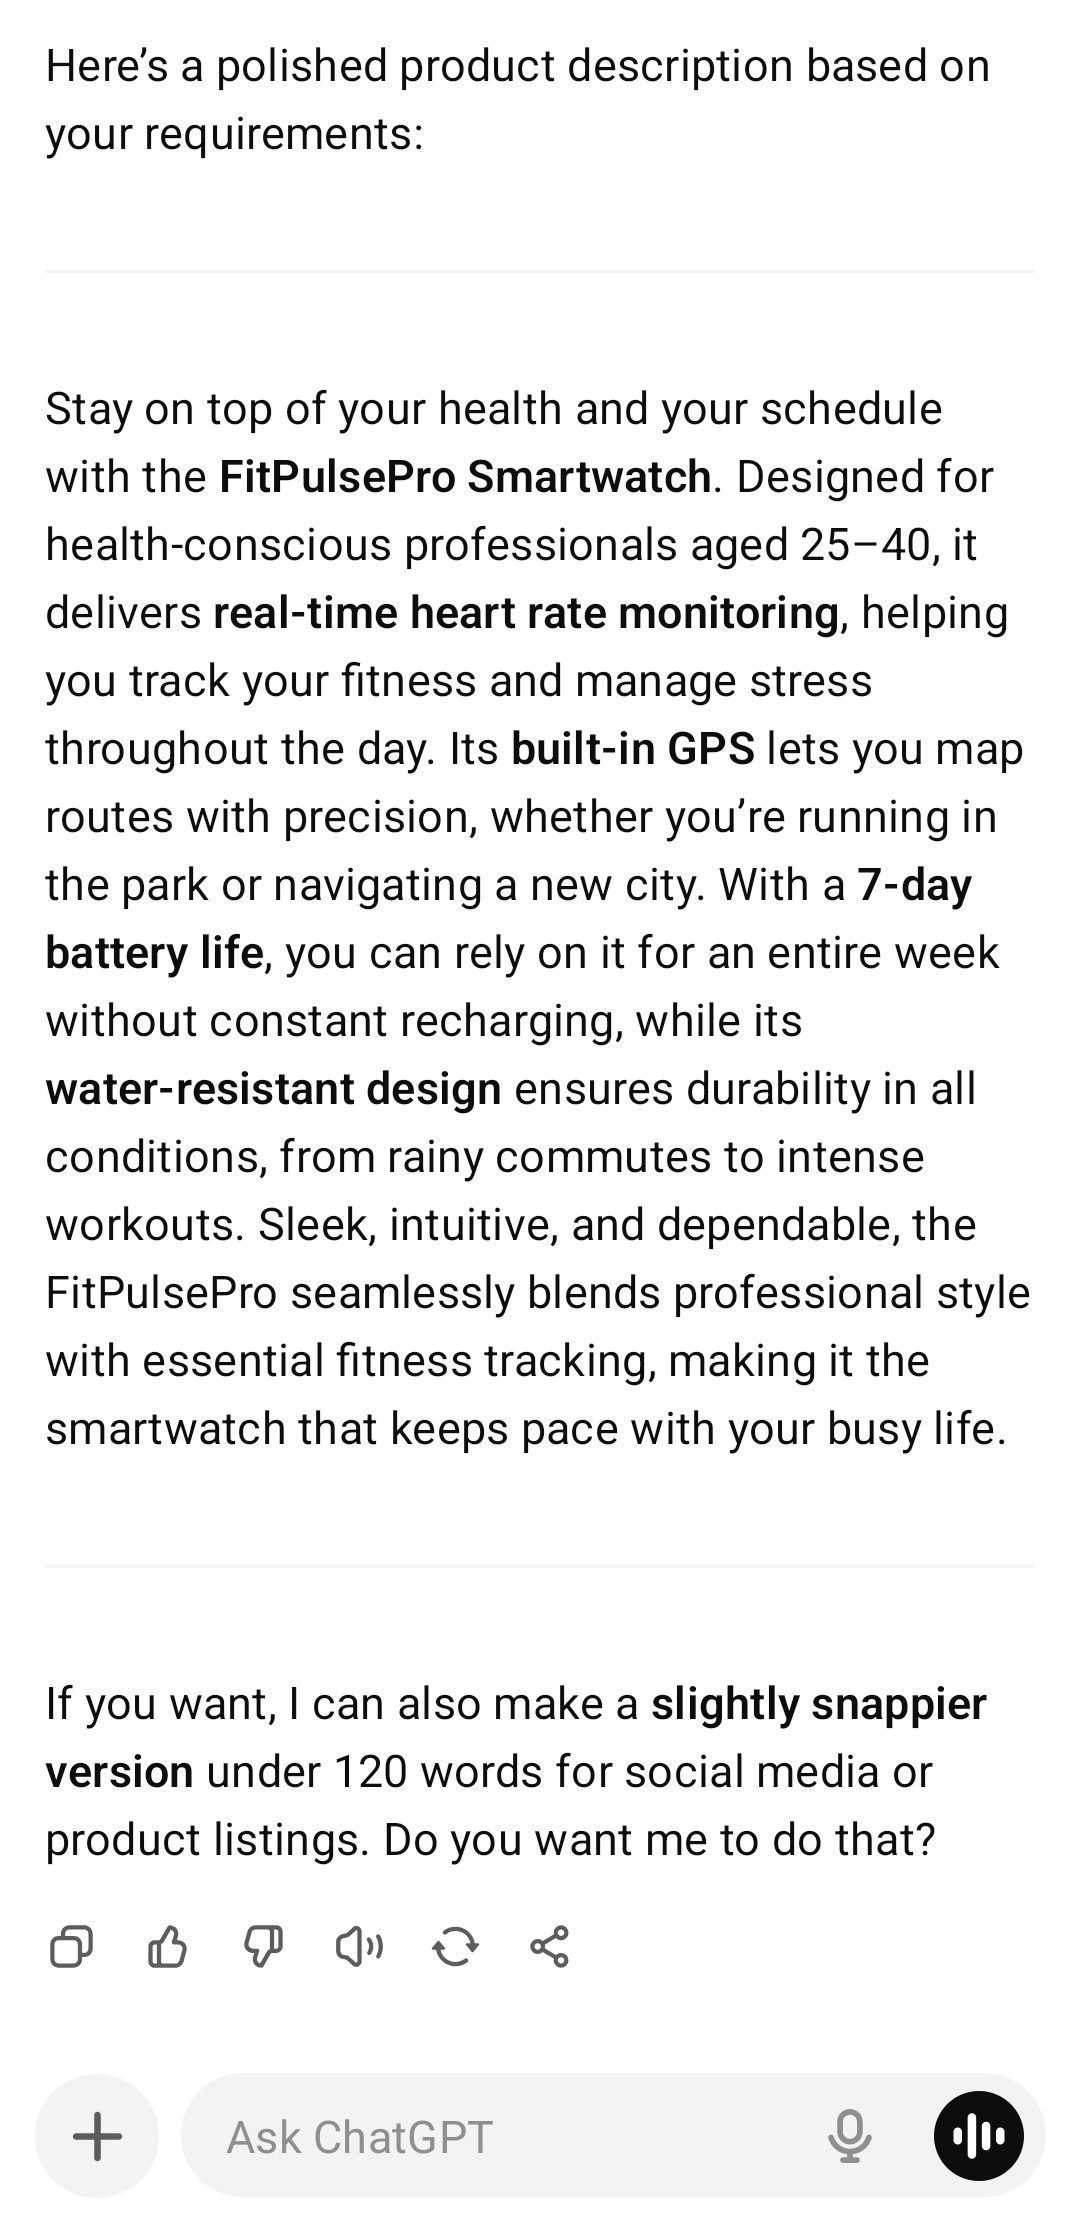 Here’s a polished product description based on
your requirements:
Stay on top of your health and your schedule
with the FitPulsePro Smartwatch. Designed for
health-conscious professionals aged 25–40, it
delivers real-time heart rate monitoring, helping
you track your fitness and manage stress
throughout the day. Its built-in GPS lets you map
routes with precision, whether you’re running in
the park or navigating a new city. With a 7-day
battery life, you can rely on it for an entire week
without constant recharging, while its
water-resistant design ensures durability in all
conditions, from rainy commutes to intense
workouts. Sleek, intuitive, and dependable, the
FitPulsePro seamlessly blends professional style
with essential fitness tracking, making it the
smartwatch that keeps pace with your busy life.
If you want, I can also make a slightly snappier
version under 120 words for social media or
product listings. Do you want me to do that?
Ask ChatGPT